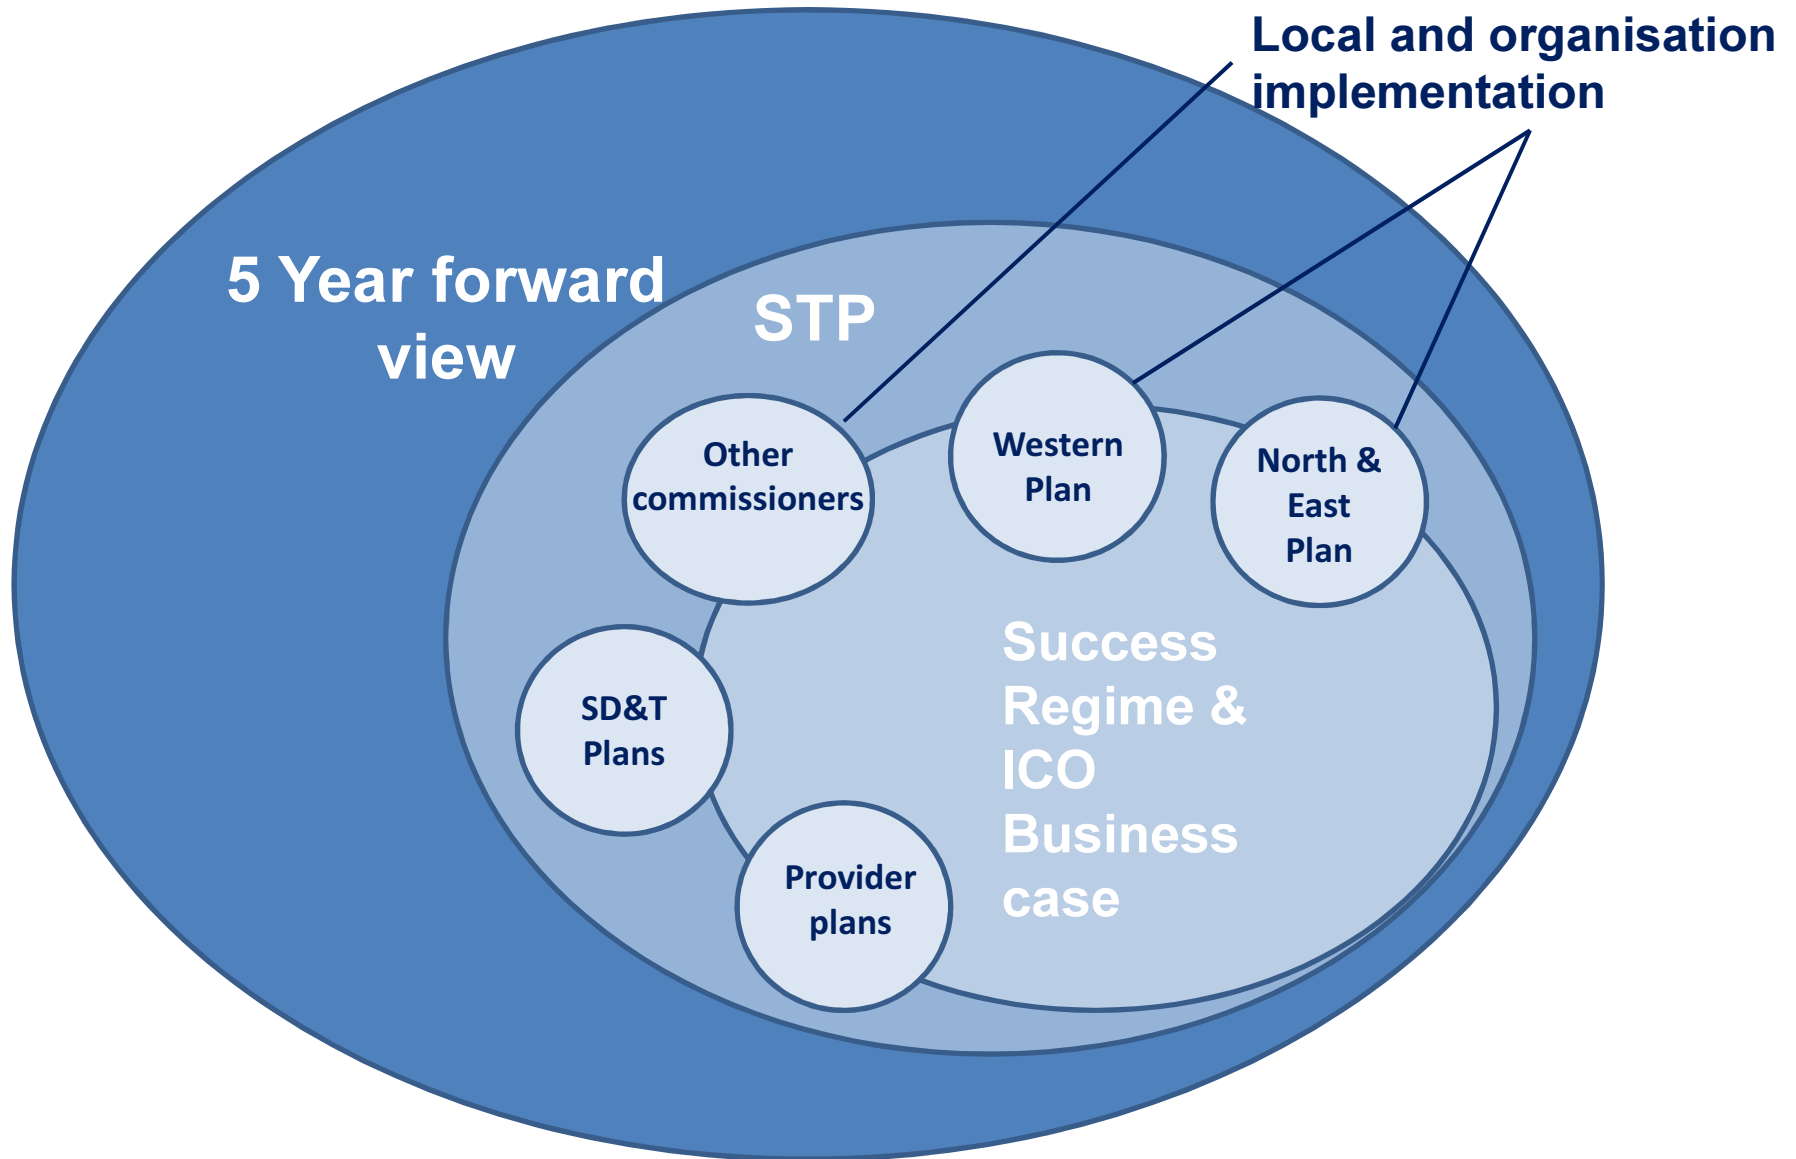 Local and organisation
implementation
5 Year forward
view
STP
Other
commissioners
Western
Plan
North &
East
Plan
SD&T
Plans
Provider
plans
Success
Regime &
ICO
Business
case